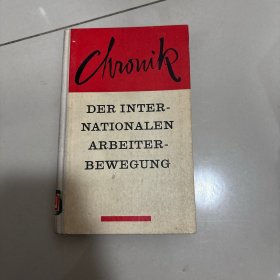 Chronik
DER INTER-
NATIONALEN
ARBEITER-
BEWEGUNG